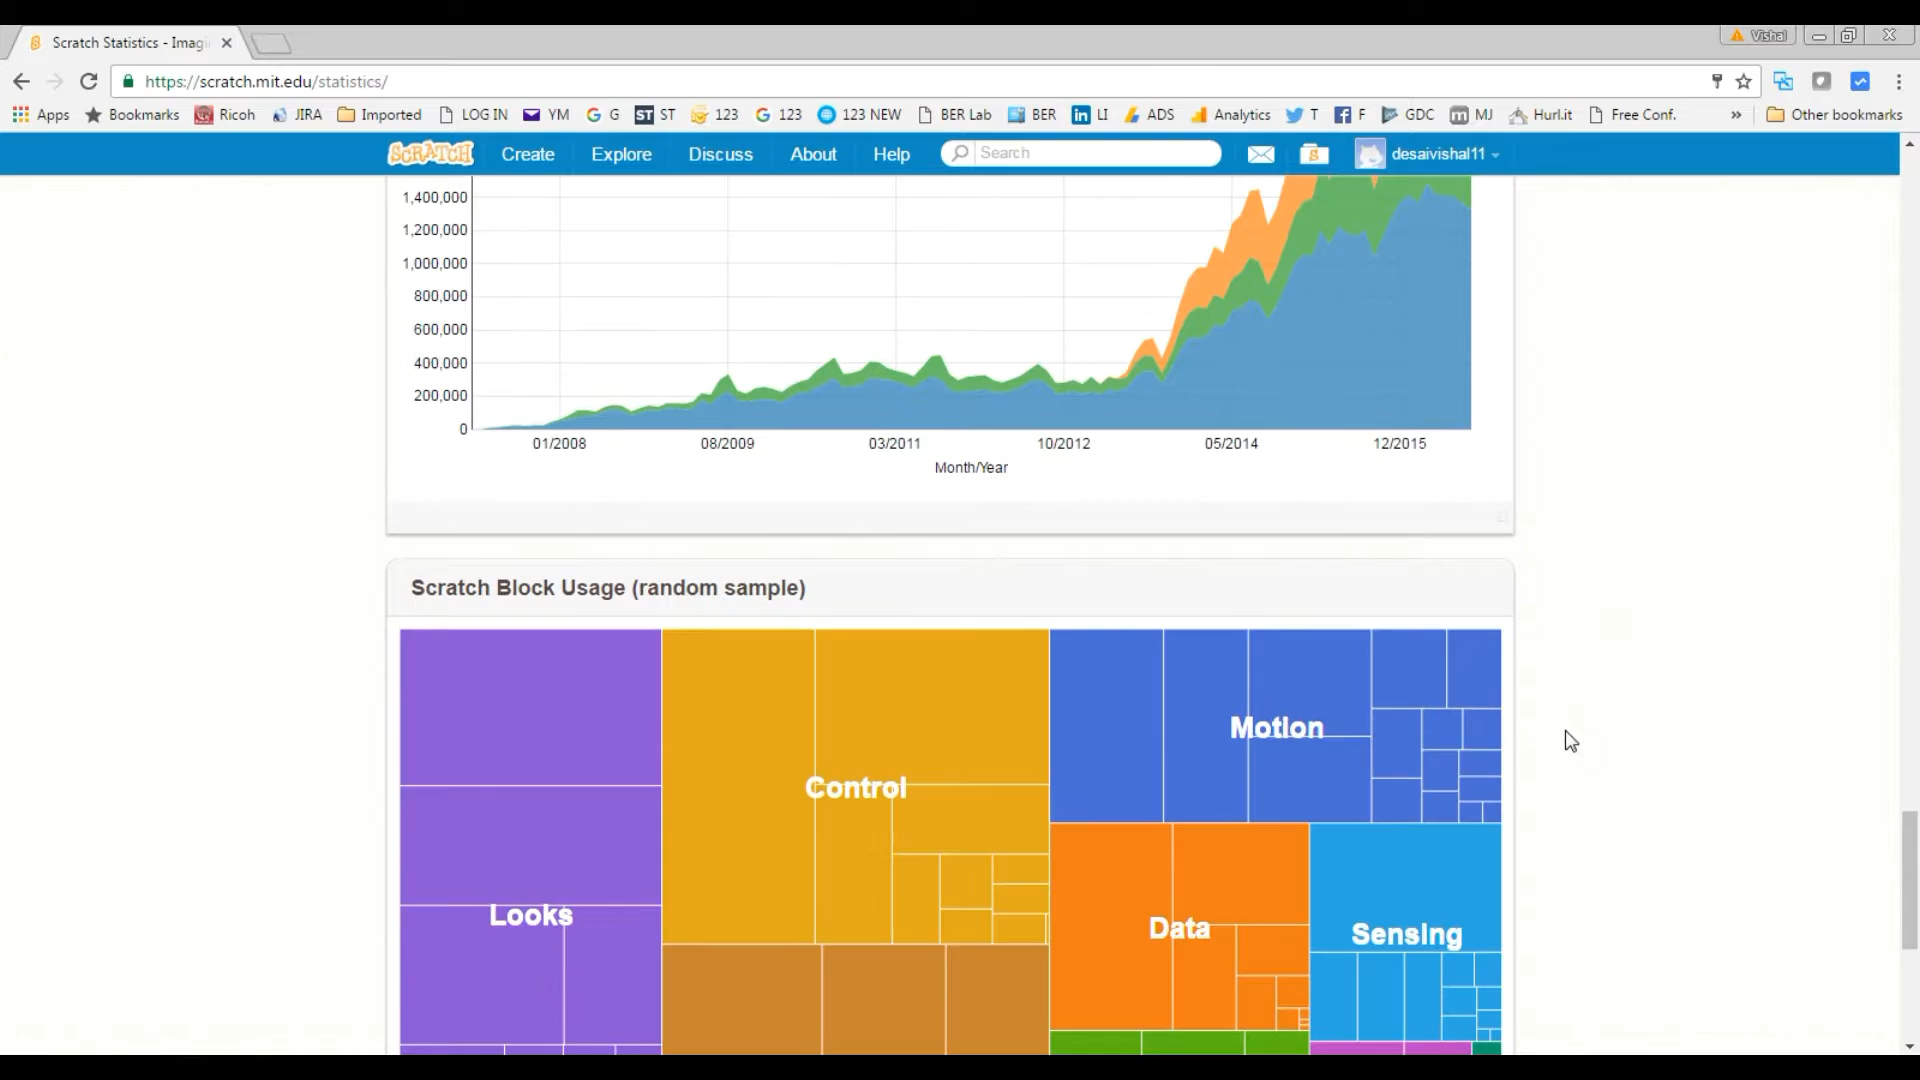 Scratch Statistics - Imagi
Vishal
https://scratch.mit.edu/statistics/
Apps Bookmarks Ricoh JIRA Imported LOG IN YM G ST ST 123 123 123 NEW BER Lab BER in LI ADS Analytics T F GDC m MJ Hurl.it Free Conf. » Other bookmarks
SCRATCH Create Explore Discuss About Help Search S desaivishal11
1,400,000
1,200,000
1,000,000
800,000
600,000
400,000
200,000
0
01/2008 08/2009 03/2011 10/2012 05/2014 12/2015
Month/Year
Scratch Block Usage (random sample)
Motion
Control
Looks
Data
Sensing